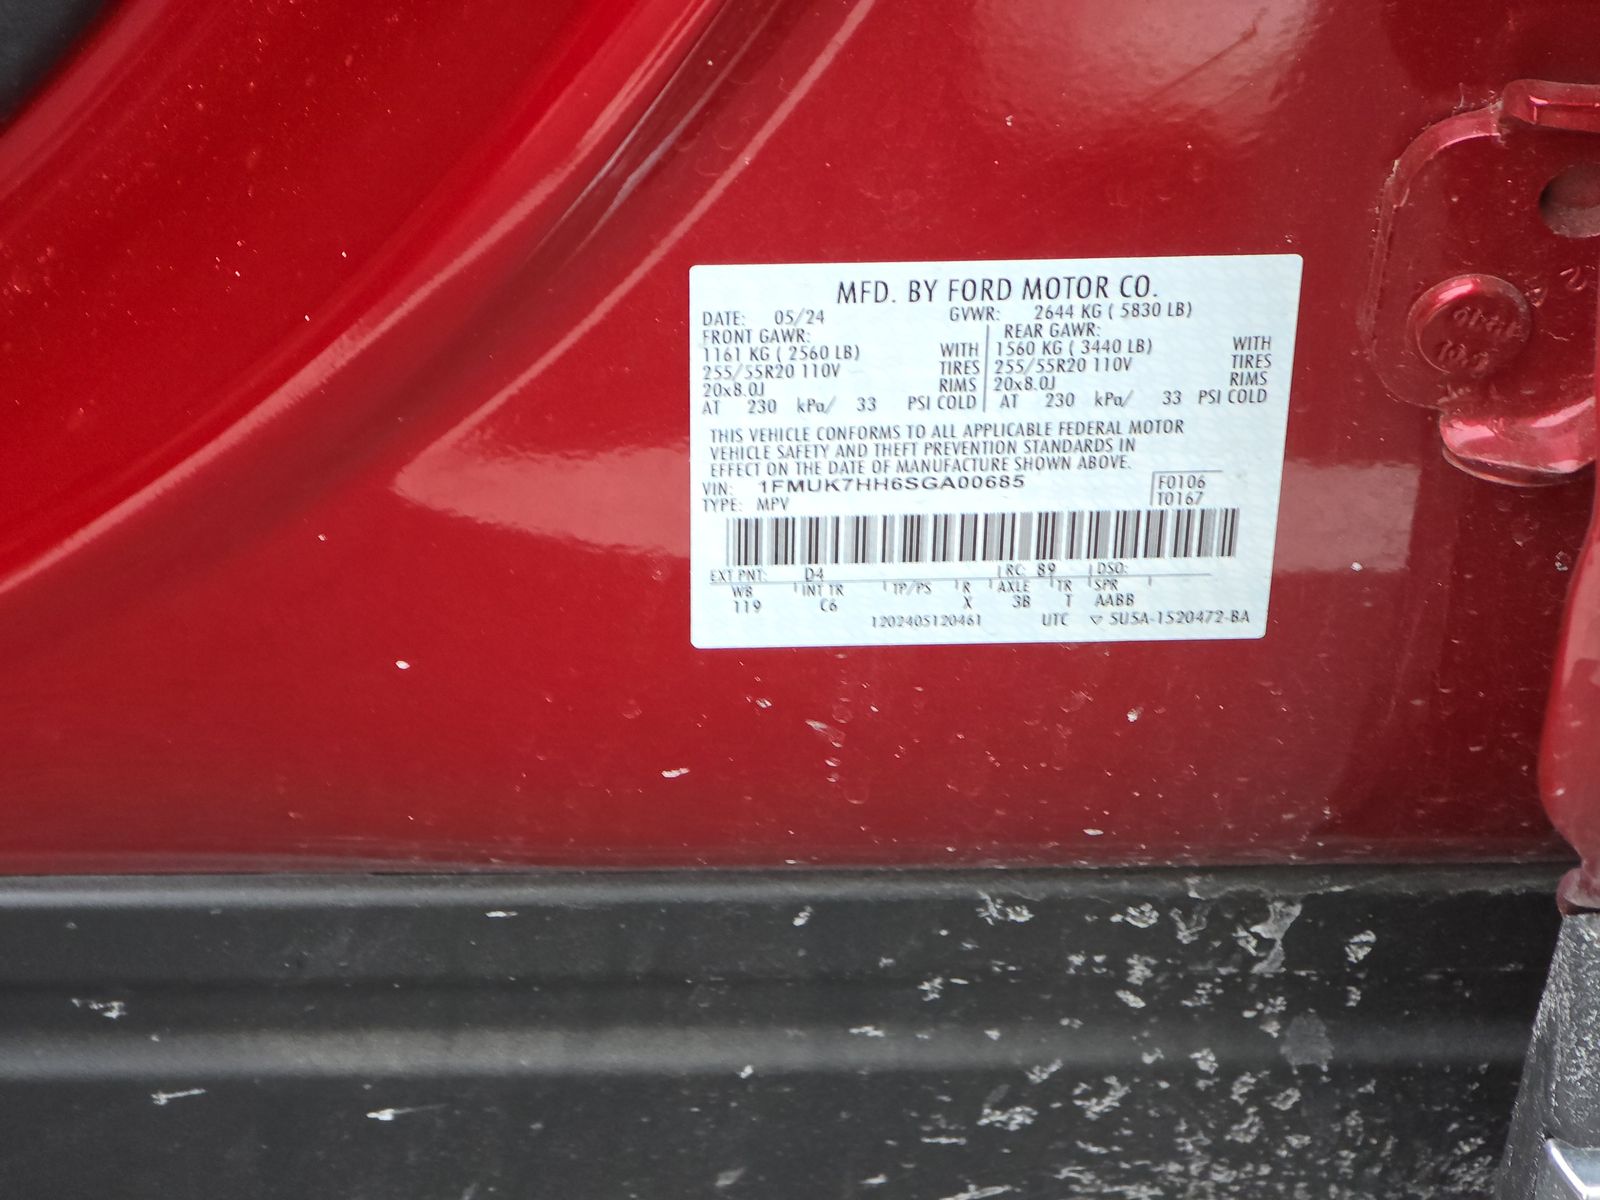 MFD. BY FORD MOTOR CO.
DATE: 05/24 GVWR: 2644 KG ( 5830 LB)
FRONT GAWR: REAR GAWR:
1161 KG ( 2560 LB) WITH 1560 KG ( 3440 LB) WITH
255/55R20 110V TIRES 255/55R20 110V TIRES
20x8.0J RIMS 20x8.0J RIMS
AT 230 kPa/ 33 PSI COLD AT 230 kPa/ 33 PSI COLD
THIS VEHICLE CONFORMS TO ALL APPLICABLE FEDERAL MOTOR
VEHICLE SAFETY AND THEFT PREVENTION STANDARDS IN
EFFECT ON THE DATE OF MANUFACTURE SHOWN ABOVE.
VIN: 1FMUK7HH6SGA00685 F0106
TYPE: MPV T0167
EXT PNT: D4 RC: 89 DSO:
WB INT TR TP/PS R AXLE TR SPR
119 C6 X 3B T AABB
1202405120461 UTC ▽ SU5A-1520472-BA